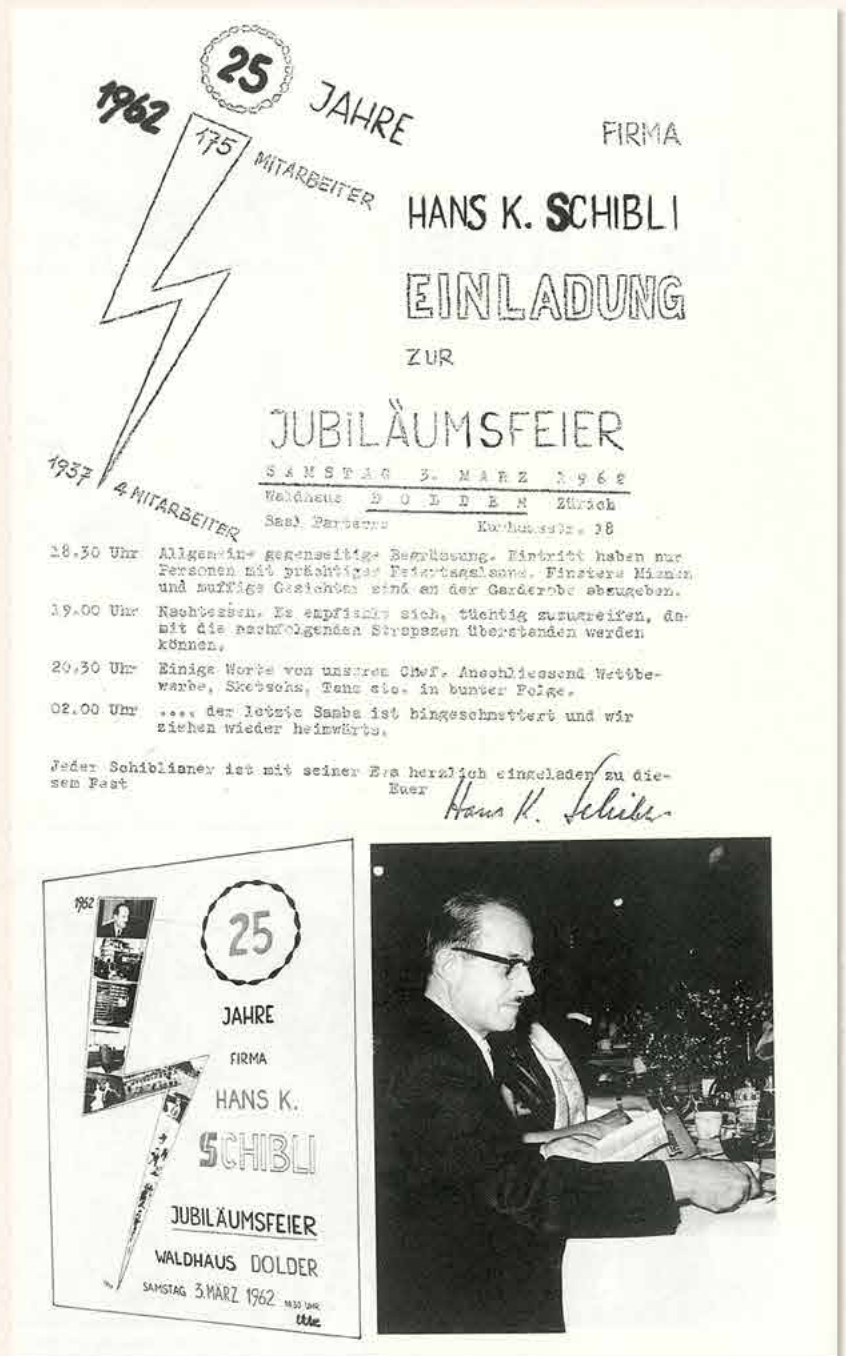 1962
25
JAHRE
175
MITARBEITER
FIRMA
HANS K. SCHIBLI
EINLADUNG
ZUR
JUBILÄUMSFEIER
1937
4 MITARBEITER
SAMSTAG 3. MÄRZ 1962
Waldhaus DOLDER Zürich
Saal Parterre Kurhausstr. 18
18.30 Uhr Allgemeine gegenseitige Begrüssung. Eintritt haben nur
Personen mit prächtiger Feiertagslaune. Finstere Mienen
und muffige Gesichter sind an der Garderobe abzugeben.
19.00 Uhr Nachtessen. Es empfiehlt sich, tüchtig zuzugreifen, da-
mit die nachfolgenden Strapazen überstanden werden
können.
20.30 Uhr Einige Worte von unserem Chef. Anschliessend Wettbe-
werbe, Sketschs, Tanz etc. in bunter Folge.
02.00 Uhr .... der letzte Samba ist hingeschmettert und wir
ziehen wieder heimwärts.
Jeder Schiblianer ist mit seiner Eva herzlich eingeladen zu die-
sem Fest Euer
Hans K. Schibli
1962
25
JAHRE
FIRMA
HANS K.
SCHIBLI
JUBILÄUMSFEIER
WALDHAUS DOLDER
SAMSTAG 3. MÄRZ 1962 18.30 UHR